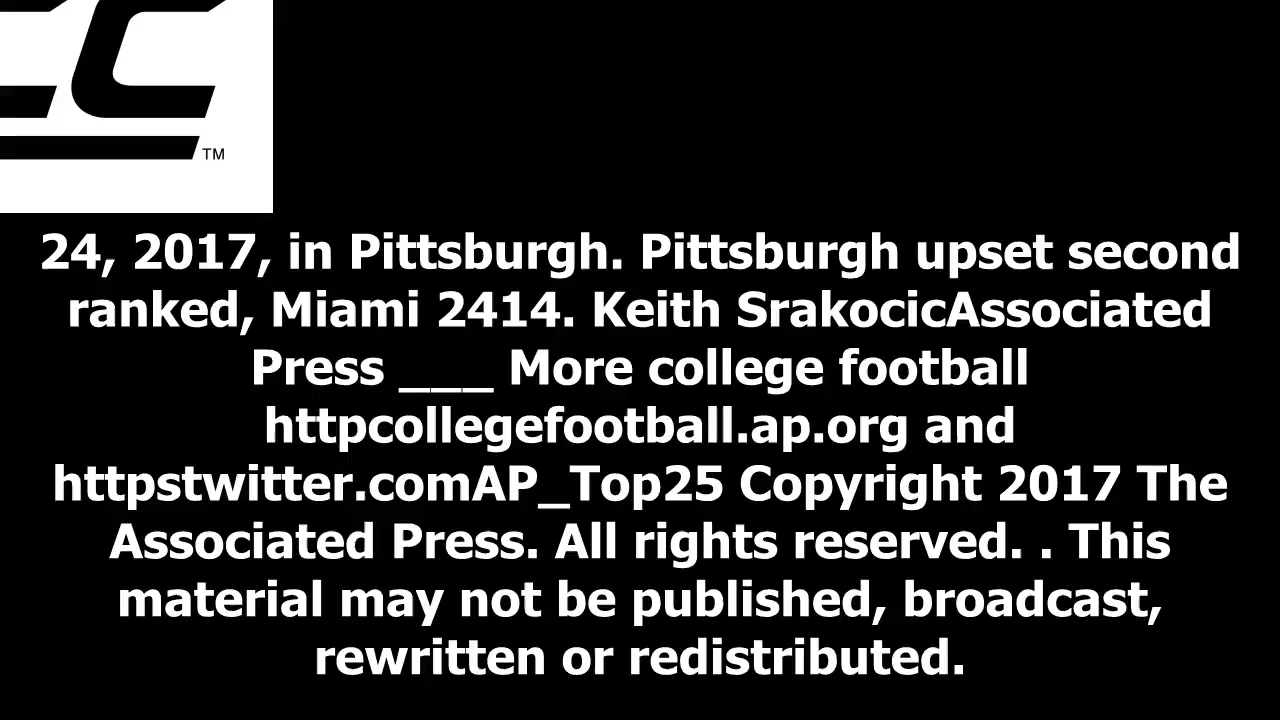 CC
TM
24, 2017, in Pittsburgh. Pittsburgh upset second
ranked, Miami 2414. Keith SrakocicAssociated
Press ___ More college football
httpcollegefootball.ap.org and
httpstwitter.comAP_Top25 Copyright 2017 The
Associated Press. All rights reserved. . This
material may not be published, broadcast,
rewritten or redistributed.